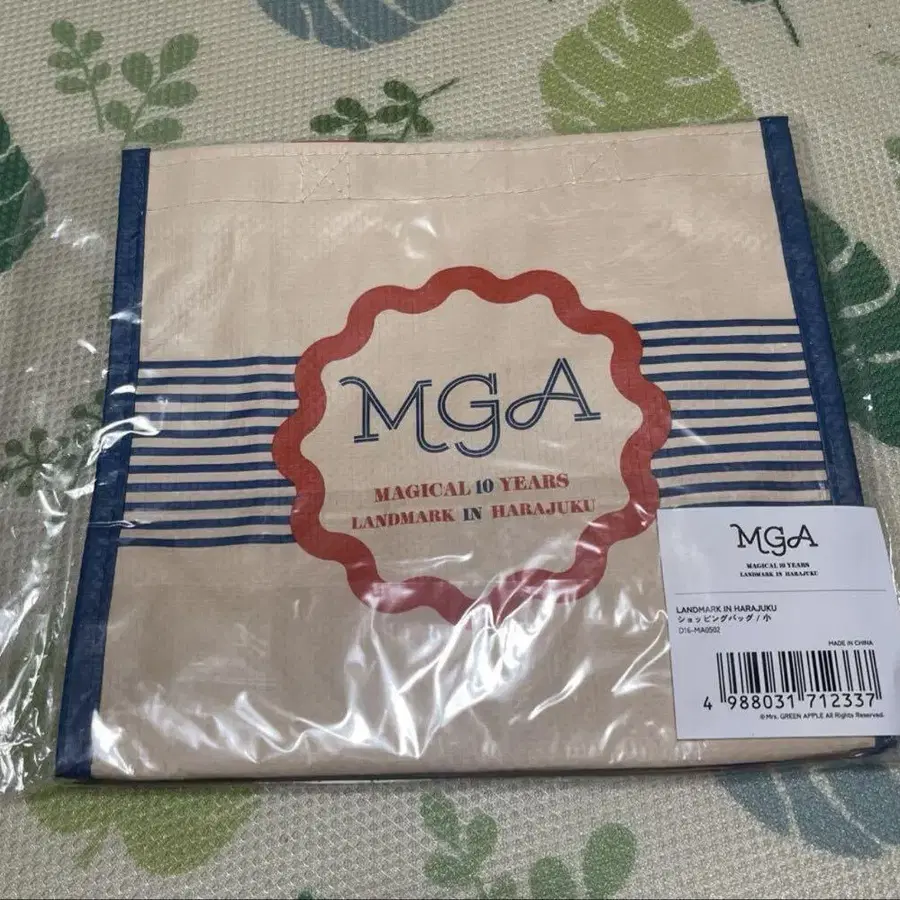 MGA
MAGICAL 10 YEARS
LANDMARK IN HARAJUKU
MGA
MAGICAL 10 YEARS
LANDMARK IN HARAJUKU
LANDMARK IN HARAJUKU
ショッピングバッグ / 小
D16-MA0502
MADE IN CHINA
4 988031 712337
© Mrs. GREEN APPLE All Rights Reserved.